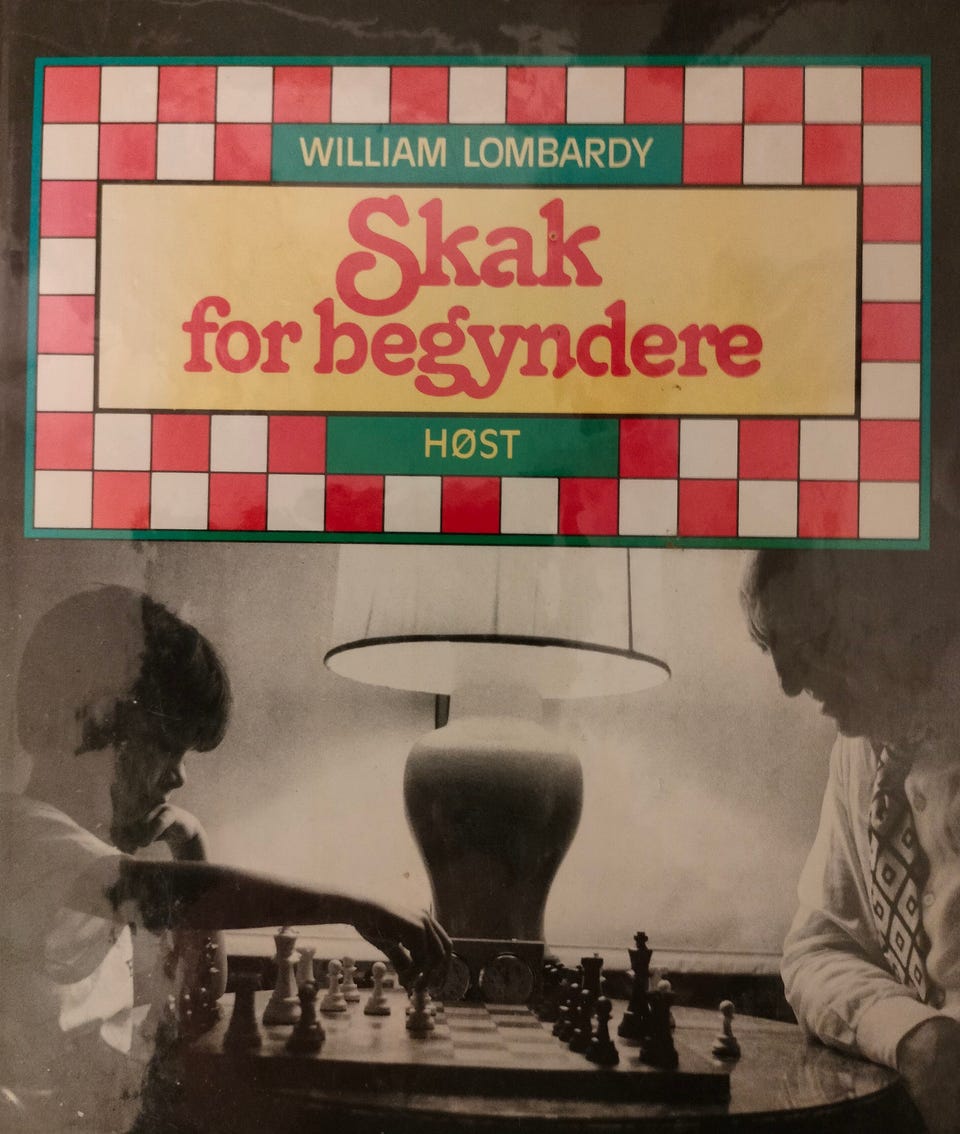 WILLIAM LOMBARDY
Skak
for begyndere
HØST